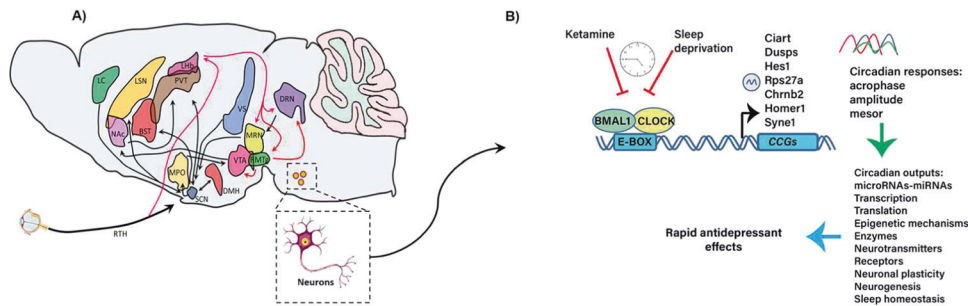 A)
LC
LSN
LHb
PVT
NAc
BST
VS
DRN
MRN
VTA
RMTg
MPO
SCN
DMH
RTH
Neurons
B)
Ketamine
Sleep
deprivation
BMAL1
CLOCK
E-BOX
Ciart
Dusps
Hes1
Rps27a
Chrnb2
Homer1
Syne1
CCGs
Circadian responses:
acrophase
amplitude
mesor
Circadian outputs:
microRNAs-miRNAs
Transcription
Translation
Epigenetic mechanisms
Enzymes
Neurotransmitters
Receptors
Neuronal plasticity
Neurogenesis
Sleep homeostasis
Rapid antidepressant
effects